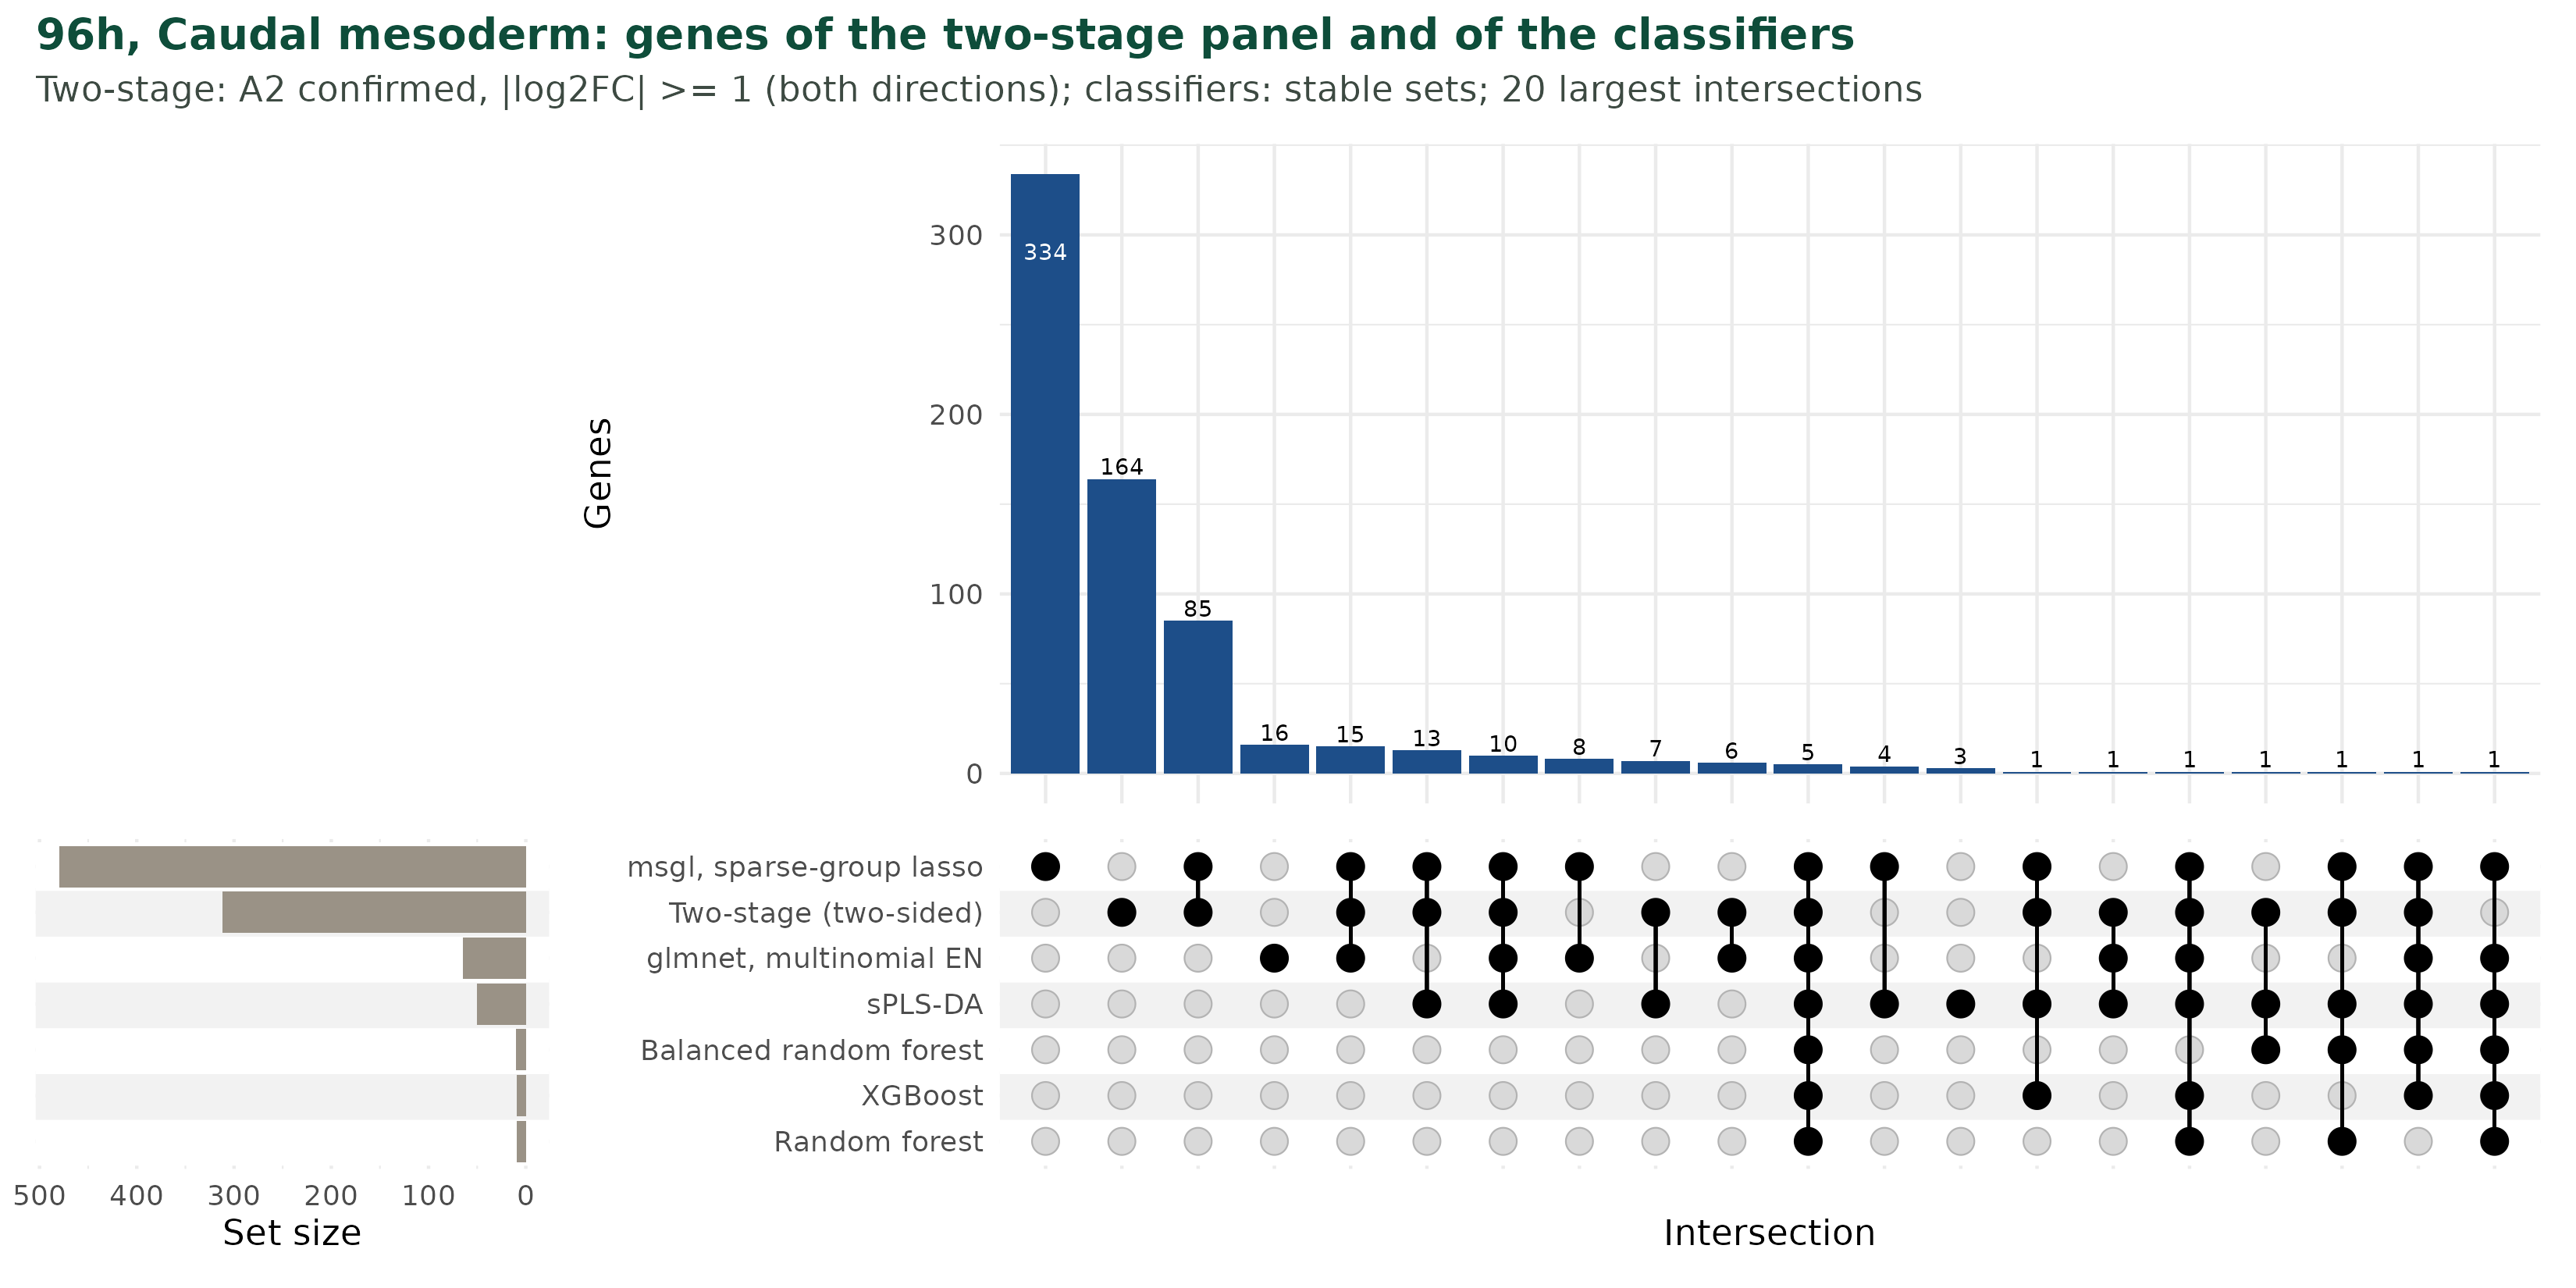 96h, Caudal mesoderm: genes of the two-stage panel and of the classifiers
Two-stage: A2 confirmed, |log2FC| >= 1 (both directions); classifiers: stable sets; 20 largest intersections
Genes
300
200
100
0
334
164
85
16
15
13
10
8
7
6
5
4
3
1
1
1
1
1
1
1
msgl, sparse-group lasso
Two-stage (two-sided)
glmnet, multinomial EN
sPLS-DA
Balanced random forest
XGBoost
Random forest
500 400 300 200 100 0
Set size
Intersection